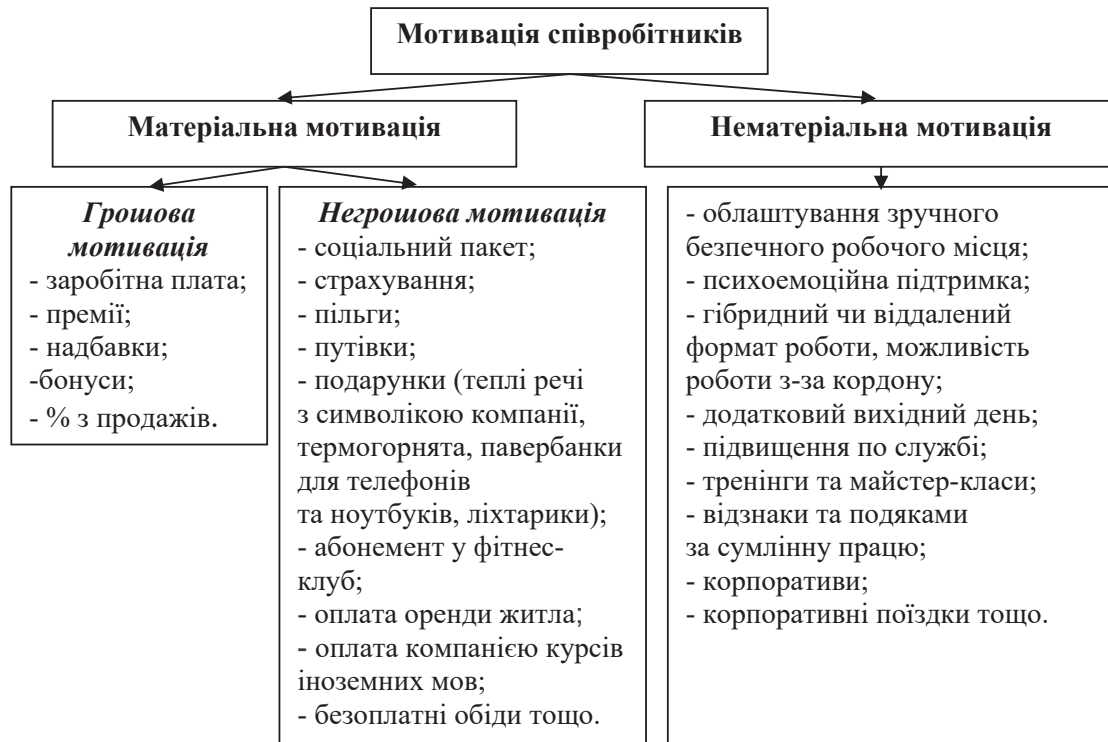 Мотивація співробітників
Матеріальна мотивація
Нематеріальна мотивація
Грошова
мотивація
- заробітна плата;
- премії;
- надбавки;
-бонуси;
- % з продажів.
Негрошова мотивація
- соціальний пакет;
- страхування;
- пільги;
- путівки;
- подарунки (теплі речі
з символікою компанії,
термогорнята, павербанки
для телефонів
та ноутбуків, ліхтарики);
- абонемент у фітнес-
клуб;
- оплата оренди житла;
- оплата компанією курсів
іноземних мов;
- безоплатні обіди тощо.
- облаштування зручного
безпечного робочого місця;
- психоемоційна підтримка;
- гібридний чи віддалений
формат роботи, можливість
роботи з-за кордону;
- додатковий вихідний день;
- підвищення по службі;
- тренінги та майстер-класи;
- відзнаки та подяками
за сумлінну працю;
- корпоративи;
- корпоративні поїздки тощо.